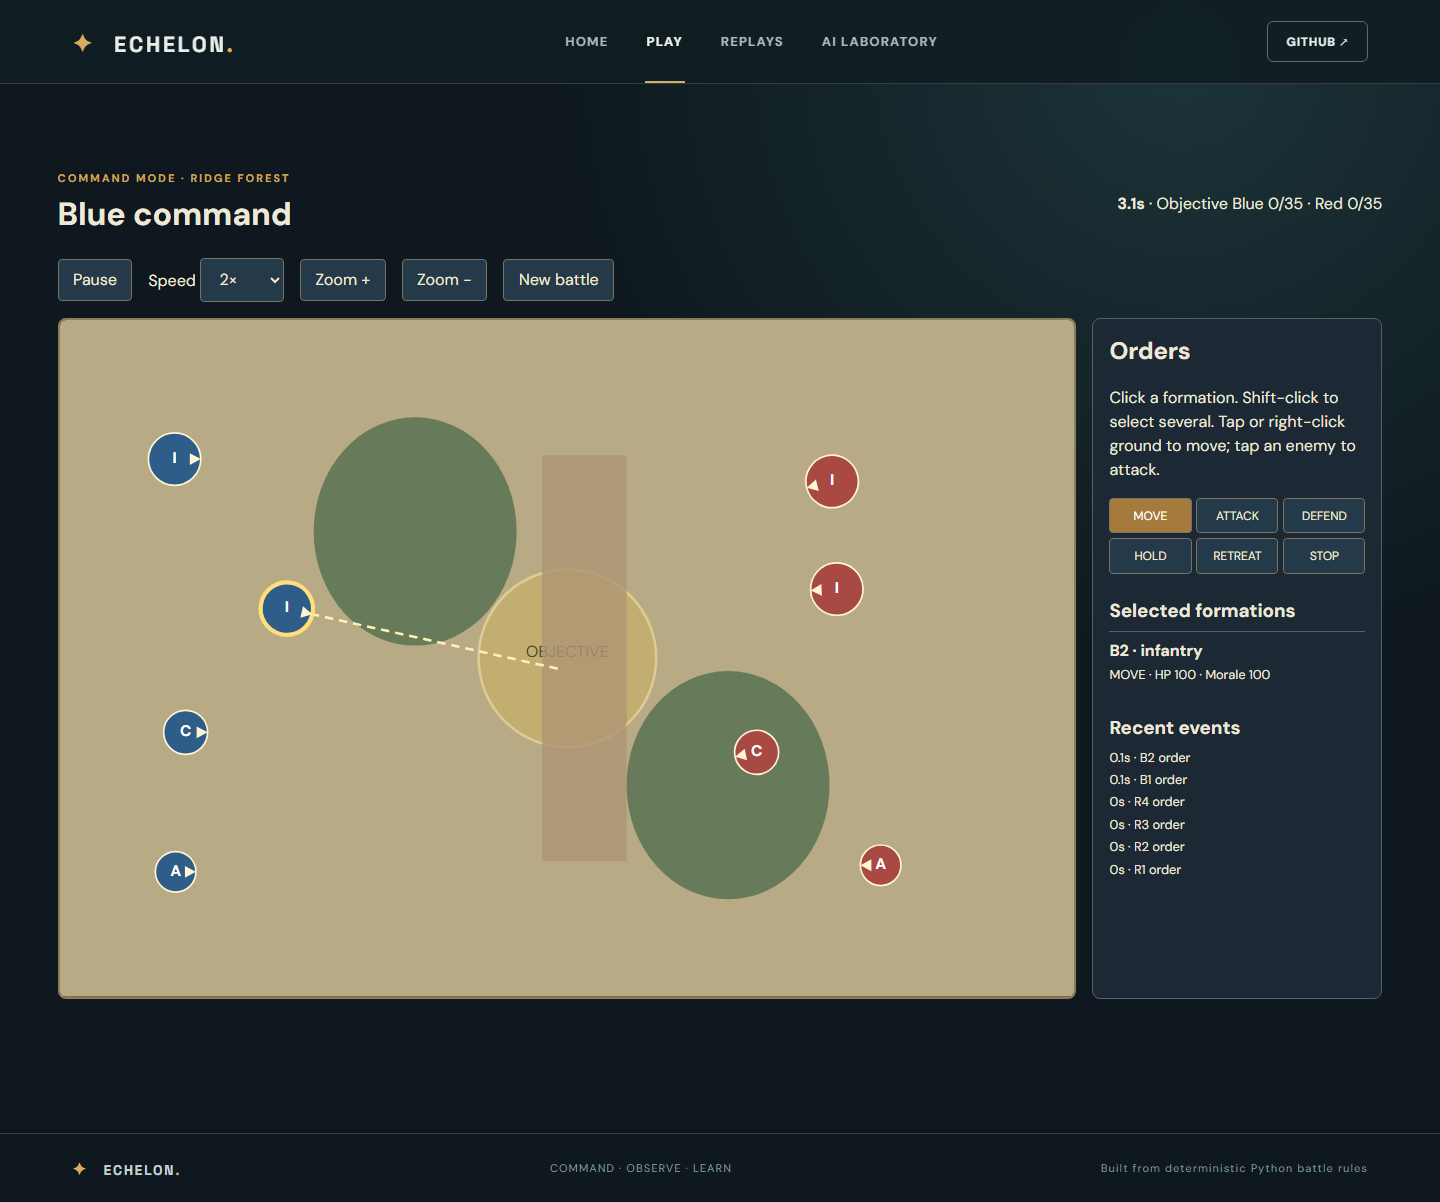 ECHELON.
HOME
PLAY
REPLAYS
AI LABORATORY
GITHUB ↗
COMMAND MODE · RIDGE FOREST
Blue command
3.1s · Objective Blue 0/35 · Red 0/35
Pause
Speed
2×
Zoom +
Zoom −
New battle
I
I
I
I
OBJECTIVE
C
C
A
A
Orders
Click a formation. Shift-click to
select several. Tap or right-click
ground to move; tap an enemy to
attack.
MOVE
ATTACK
DEFEND
HOLD
RETREAT
STOP
Selected formations
B2 · infantry
MOVE · HP 100 · Morale 100
Recent events
0.1s · B2 order
0.1s · B1 order
0s · R4 order
0s · R3 order
0s · R2 order
0s · R1 order
ECHELON.
COMMAND · OBSERVE · LEARN
Built from deterministic Python battle rules